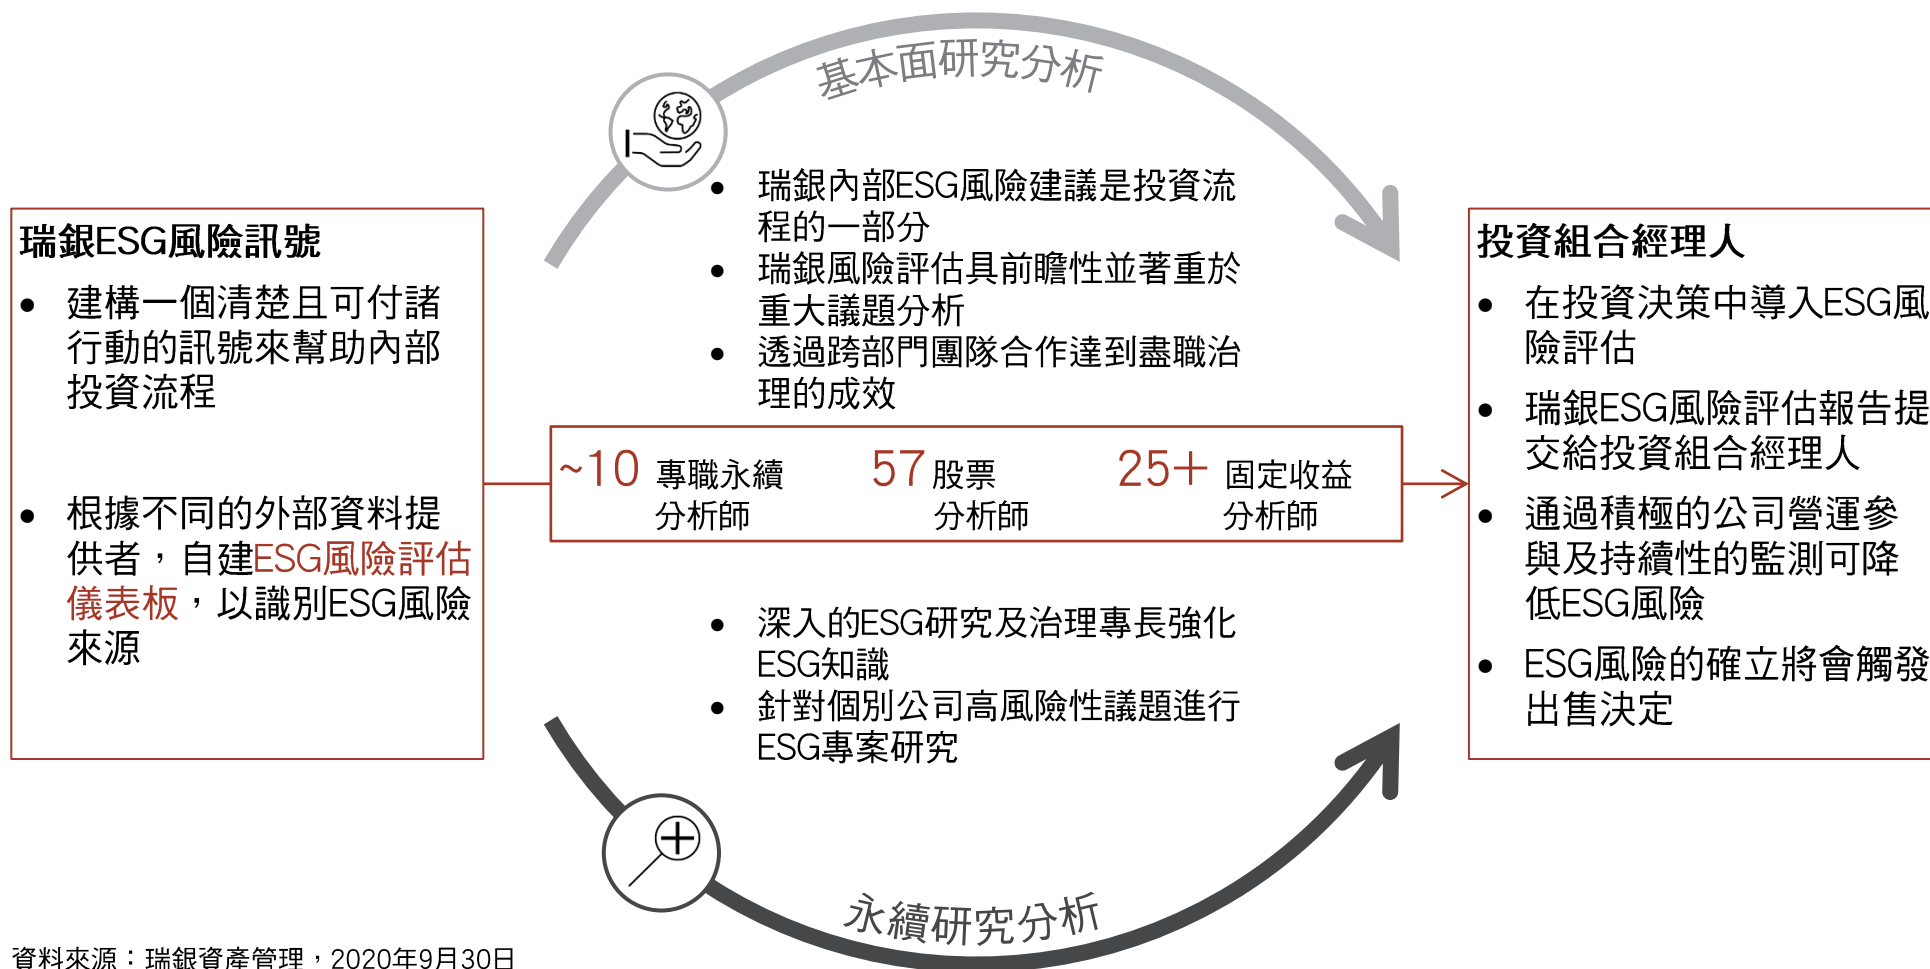 基本面研究分析
瑞銀ESG風險訊號
• 建構一個清楚且可付諸
行動的訊號來幫助內部
投資流程
• 根據不同的外部資料提
供者，自建ESG風險評估
儀表板，以識別ESG風險
來源
• 瑞銀內部ESG風險建議是投資流
程的一部分
• 瑞銀風險評估具前瞻性並著重於
重大議題分析
• 透過跨部門團隊合作達到盡職治
理的成效
~10 專職永續
分析師
57 股票
分析師
25+ 固定收益
分析師
• 深入的ESG研究及治理專長強化
ESG知識
• 針對個別公司高風險性議題進行
ESG專案研究
投資組合經理人
• 在投資決策中導入ESG風
險評估
• 瑞銀ESG風險評估報告提
交給投資組合經理人
• 通過積極的公司營運參
與及持續性的監測可降
低ESG風險
• ESG風險的確立將會觸發
出售決定
永續研究分析
資料來源：瑞銀資產管理，2020年9月30日